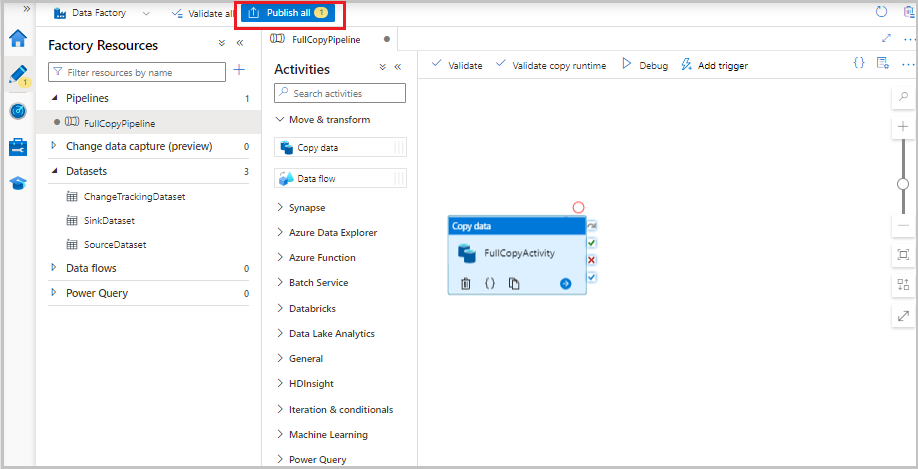 Data Factory
Validate all
Publish all 1
Factory Resources
Filter resources by name
1
Pipelines 1
FullCopyPipeline
Change data capture (preview) 0
Datasets 3
ChangeTrackingDataset
SinkDataset
SourceDataset
Data flows 0
Power Query 0
FullCopyPipeline
Activities
Search activities
Move & transform
Copy data
Data flow
Synapse
Azure Data Explorer
Azure Function
Batch Service
Databricks
Data Lake Analytics
General
HDInsight
Iteration & conditionals
Machine Learning
Power Query
Validate
Validate copy runtime
Debug
Add trigger
Copy data
FullCopyActivity